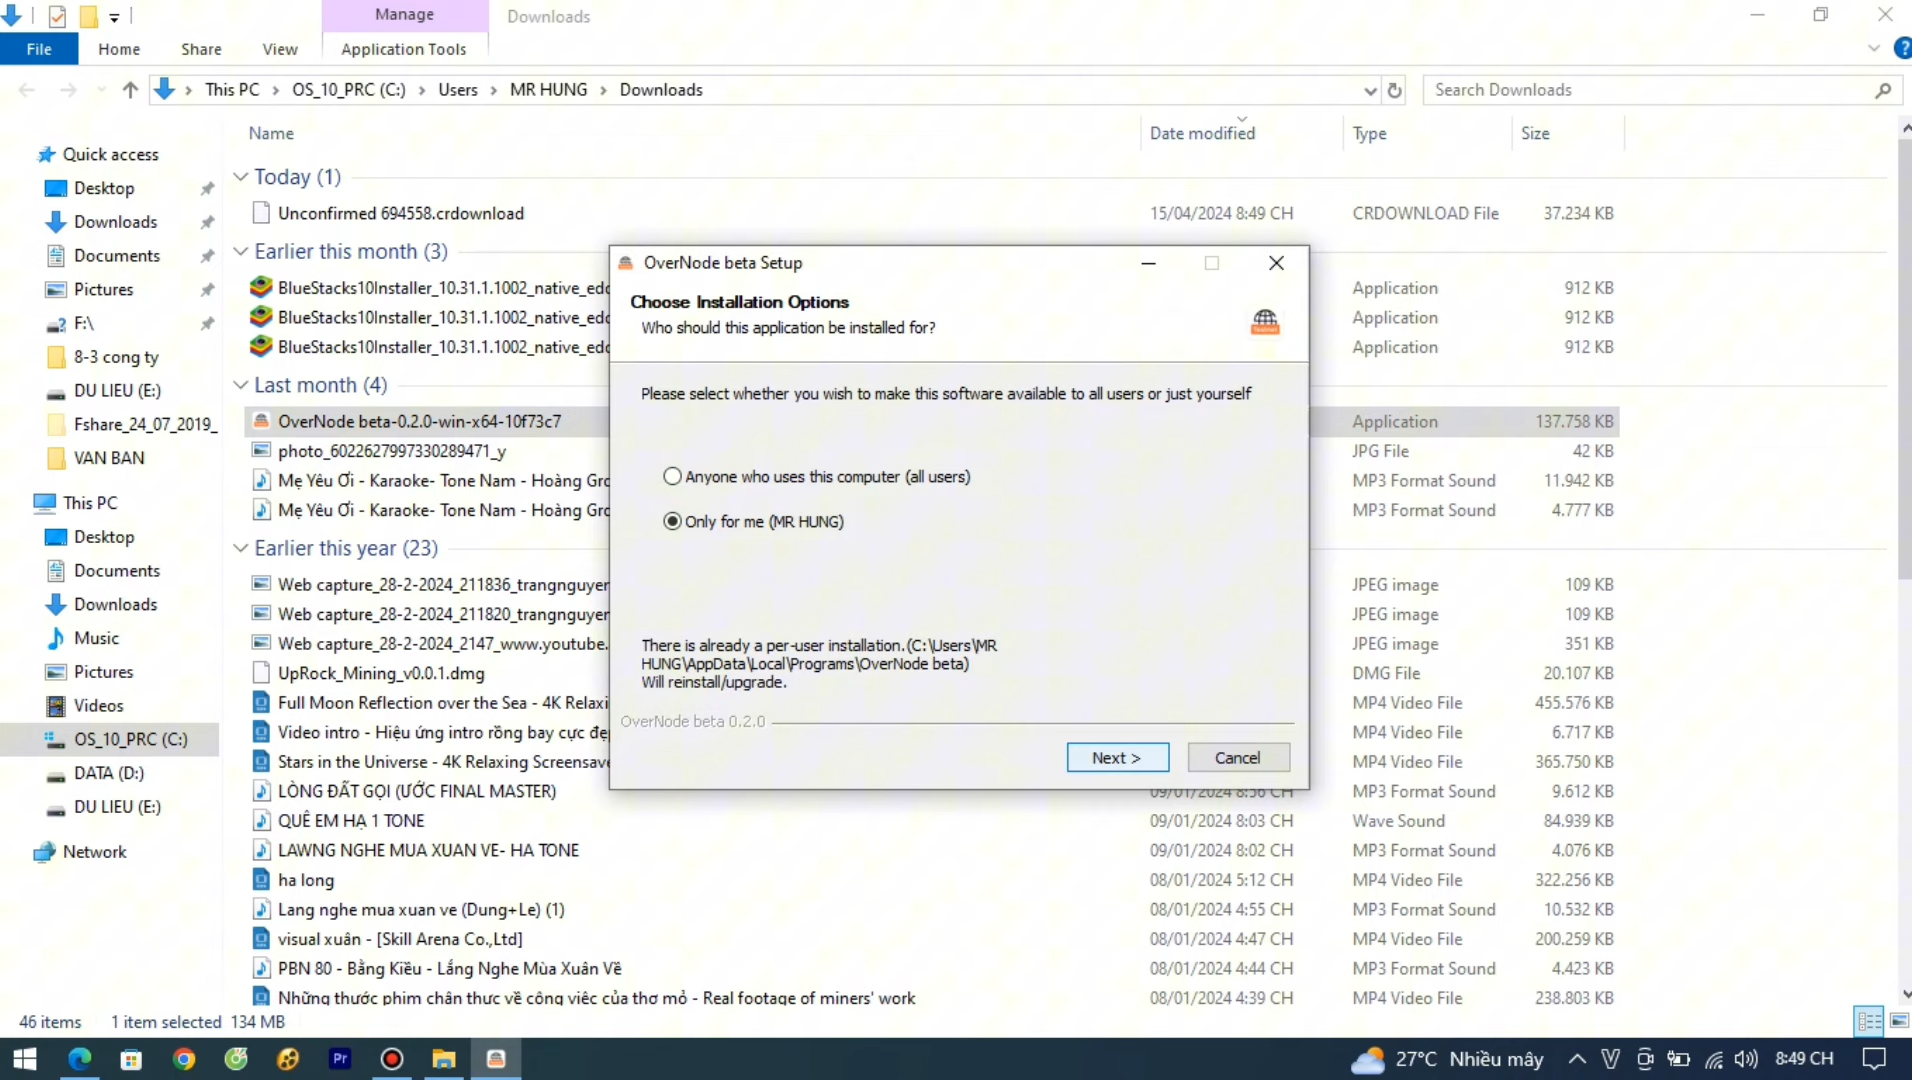 Manage
Downloads
File
Home
Share
View
Application Tools
This PC > OS_10_PRC (C:) > Users > MR HUNG > Downloads
Search Downloads
Name
Date modified
Type
Size
Quick access
Desktop
Downloads
Documents
Pictures
F:\
8-3 cong ty
DU LIEU (E:)
Fshare_24_07_2019_
VAN BAN
This PC
Desktop
Documents
Downloads
Music
Pictures
Videos
OS_10_PRC (C:)
DATA (D:)
DU LIEU (E:)
Network
Today (1)
Unconfirmed 694558.crdownload 15/04/2024 8:49 CH CRDOWNLOAD File 37.234 KB
Earlier this month (3)
BlueStacks10Installer_10.31.1.1002_native_edc Application 912 KB
BlueStacks10Installer_10.31.1.1002_native_edc Application 912 KB
BlueStacks10Installer_10.31.1.1002_native_edc Application 912 KB
Last month (4)
OverNode beta-0.2.0-win-x64-10f73c7 Application 137.758 KB
photo_6022627997330289471_y JPG File 42 KB
Mẹ Yêu Ơi - Karaoke- Tone Nam - Hoàng Gro MP3 Format Sound 11.942 KB
Mẹ Yêu Ơi - Karaoke- Tone Nam - Hoàng Gro MP3 Format Sound 4.777 KB
Earlier this year (23)
Web capture_28-2-2024_211836_trangnguyer JPEG image 109 KB
Web capture_28-2-2024_211820_trangnguyer JPEG image 109 KB
Web capture_28-2-2024_2147_www.youtube. JPEG image 351 KB
UpRock_Mining_v0.0.1.dmg DMG File 20.107 KB
Full Moon Reflection over the Sea - 4K Relaxi MP4 Video File 455.576 KB
Video intro - Hiệu ứng intro rồng bay cực đẹp MP4 Video File 6.717 KB
Stars in the Universe - 4K Relaxing Screensave MP4 Video File 365.750 KB
LÒNG ĐẤT GỌI (ƯỚC FINAL MASTER) 09/01/2024 8:56 CH MP3 Format Sound 9.612 KB
QUÊ EM HẠ 1 TONE 09/01/2024 8:03 CH Wave Sound 84.939 KB
LAWNG NGHE MUA XUAN VE- HA TONE 09/01/2024 8:02 CH MP3 Format Sound 4.076 KB
ha long 08/01/2024 5:12 CH MP4 Video File 322.256 KB
Lang nghe mua xuan ve (Dung+Le) (1) 08/01/2024 4:55 CH MP3 Format Sound 10.532 KB
visual xuân - [Skill Arena Co.,Ltd] 08/01/2024 4:47 CH MP4 Video File 200.259 KB
PBN 80 - Bằng Kiều - Lắng Nghe Mùa Xuân Về 08/01/2024 4:44 CH MP3 Format Sound 4.423 KB
Những thước phim chân thực về công việc của thợ mỏ - Real footage of miners' work 08/01/2024 4:39 CH MP4 Video File 238.803 KB
OverNode beta Setup
Choose Installation Options
Who should this application be installed for?
Please select whether you wish to make this software available to all users or just yourself
Anyone who uses this computer (all users)
Only for me (MR HUNG)
There is already a per-user installation.(C:\Users\MR
HUNG\AppData\Local\Programs\OverNode beta)
Will reinstall/upgrade.
OverNode beta 0.2.0
Next >
Cancel
46 items 1 item selected 134 MB
Pr
27°C Nhiều mây
8:49 CH